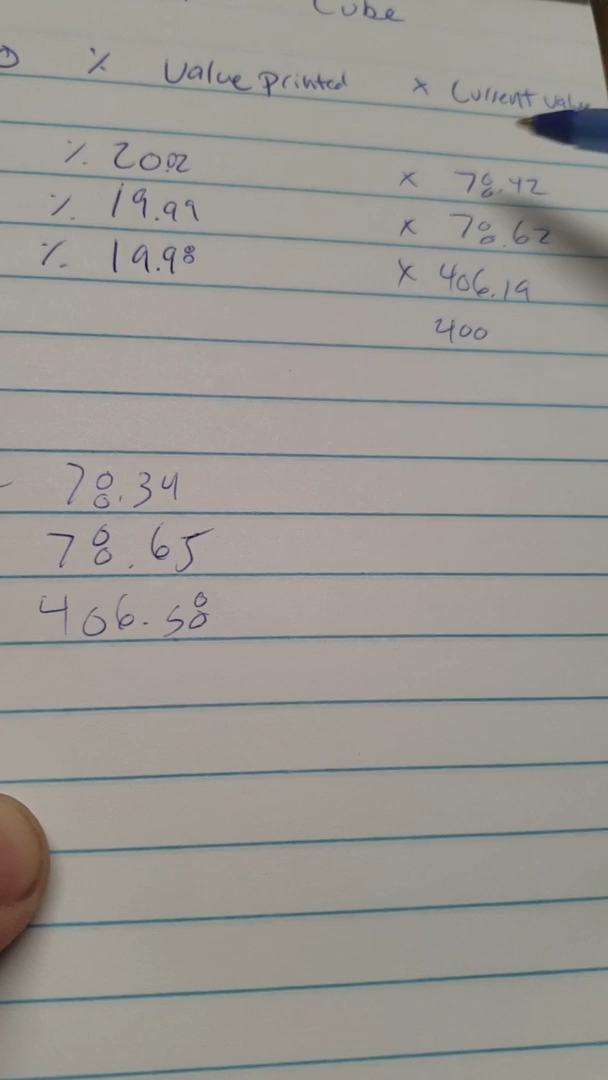 Cube
% Value printed x Current Value
% 20.02 x 78.42
% 19.99 x 78.62
% 19.98 x 406.19
400
78.34
78.65
406.58